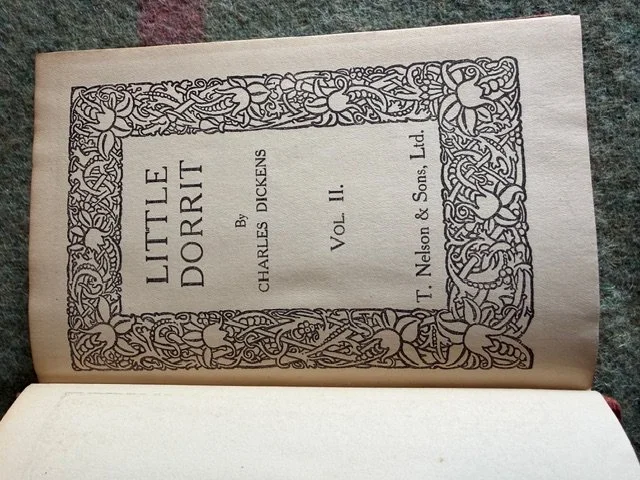 LITTLE
DORRIT
By
CHARLES DICKENS
VOL. II.
T. Nelson & Sons, Ltd.